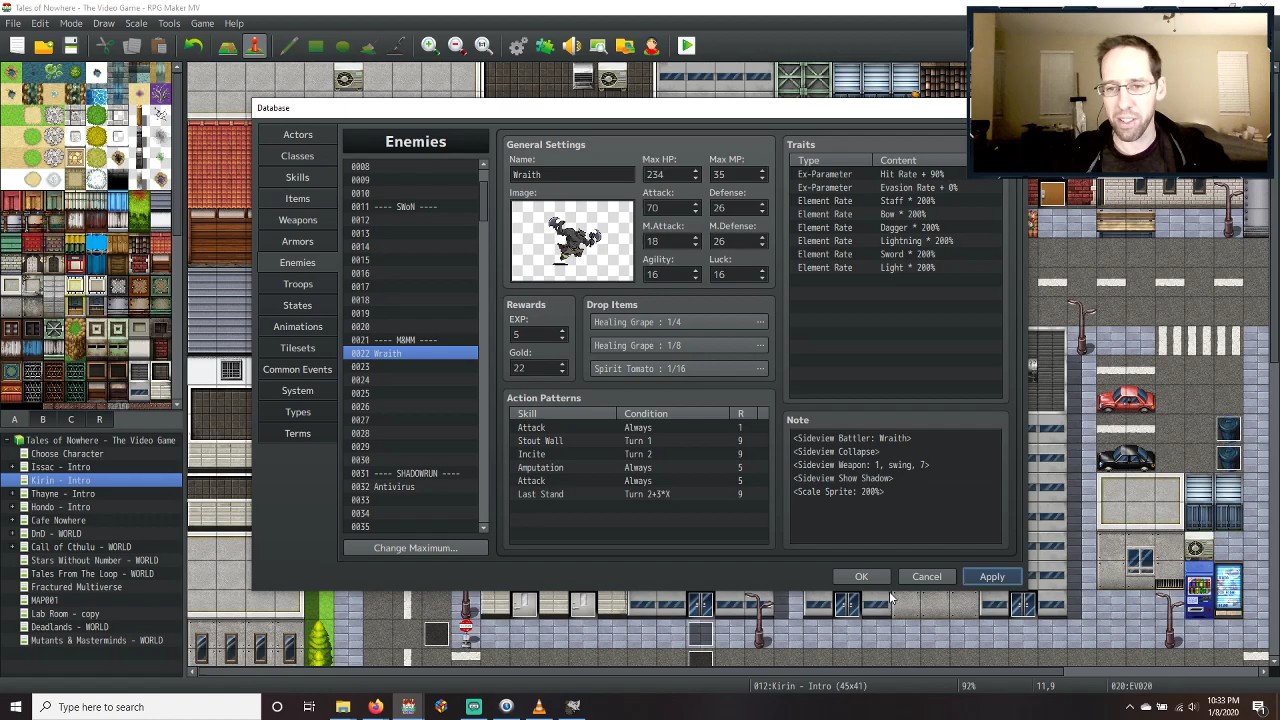 Tales of Nowhere - The Video Game - RPG Maker MV
File Edit Mode Draw Scale Tools Game Help
Database
Actors
Classes
Skills
Items
Weapons
Armors
Enemies
Troops
States
Animations
Tilesets
Common Events
System
Types
Terms
Enemies
0008
0009
0010
0011 ---- SWoN ----
0012
0013
0014
0015
0016
0017
0018
0019
0020
0021 ---- M&MM ----
0022 Wraith
0023
0024
0025
0026
0027
0028
0029
0030
0031 ---- SHADOWRUN ----
0032 Antivirus
0033
0034
0035
Change Maximum...
General Settings
Name: Max HP: Max MP:
Wraith 234 35
Image: Attack: Defense:
70 26
M.Attack: M.Defense:
18 26
Agility: Luck:
16 16
Rewards
EXP:
5
Gold:
22
Drop Items
Healing Grape : 1/4 ...
Healing Grape : 1/8 ...
Spirit Tomato : 1/16 ...
Action Patterns
Skill Condition R
Attack Always 1
Stout Wall Turn 1 9
Incite Turn 2 9
Amputation Always 5
Attack Always 5
Last Stand Turn 2+3*X 9
Traits
Type Content
Ex-Parameter Hit Rate + 90%
Ex-Parameter Evasion Rate + 0%
Element Rate Staff * 200%
Element Rate Bow * 200%
Element Rate Dagger * 200%
Element Rate Lightning * 200%
Element Rate Sword * 200%
Element Rate Light * 200%
Note
<Sideview Battler: Wraith>
<Sideview Collapse>
<Sideview Weapon: 1, swing, 7>
<Sideview Show Shadow>
<Scale Sprite: 200%>
OK Cancel Apply
A B C R
Tales of Nowhere - The Video Game
Choose Character
Issac - Intro
Kirin - Intro
Thayne - Intro
Hondo - Intro
Cafe Nowhere
DnD - WORLD
Call of Cthulu - WORLD
Stars Without Number - WORLD
Tales From The Loop - WORLD
Fractured Multiverse
MAP001
Lab Room - copy
Deadlands - WORLD
Mutants & Masterminds - WORLD
012:Kirin - Intro (45x41) 92% 11,9 020:EV020
Type here to search
10:33 PM
1/8/2020